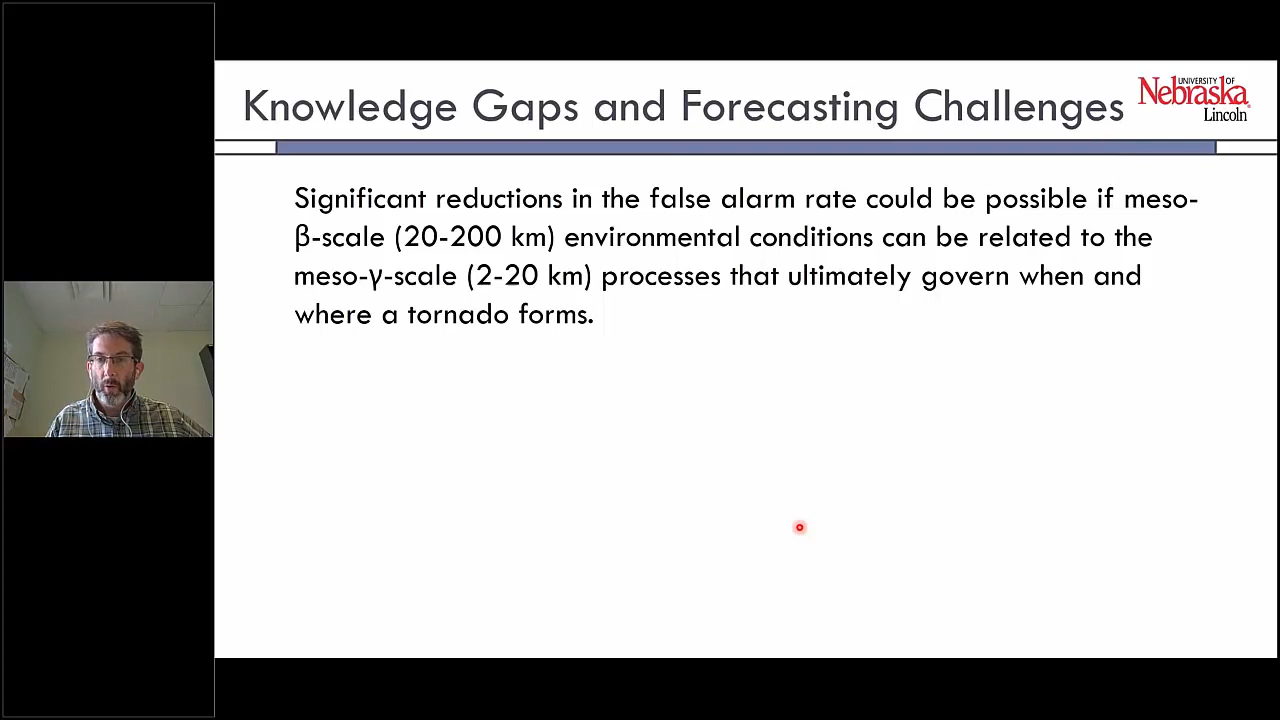 Knowledge Gaps and Forecasting Challenges
UNIVERSITY OF
Nebraska
Lincoln
Significant reductions in the false alarm rate could be possible if meso-
β-scale (20-200 km) environmental conditions can be related to the
meso-γ-scale (2-20 km) processes that ultimately govern when and
where a tornado forms.